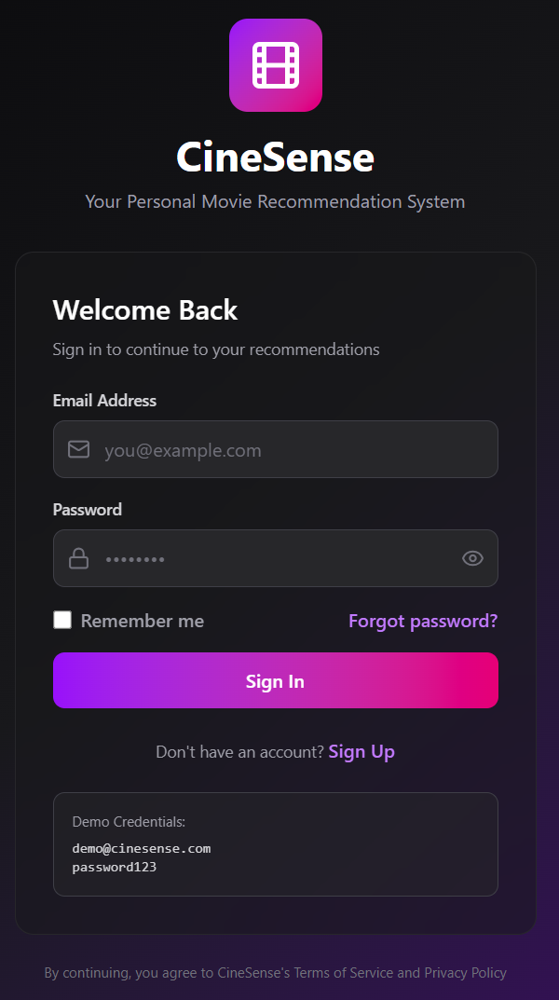 CineSense
Your Personal Movie Recommendation System
Welcome Back
Sign in to continue to your recommendations
Email Address
you@example.com
Password
••••••••
Remember me
Forgot password?
Sign In
Don't have an account? Sign Up
Demo Credentials:
demo@cinesense.com
password123
By continuing, you agree to CineSense's Terms of Service and Privacy Policy